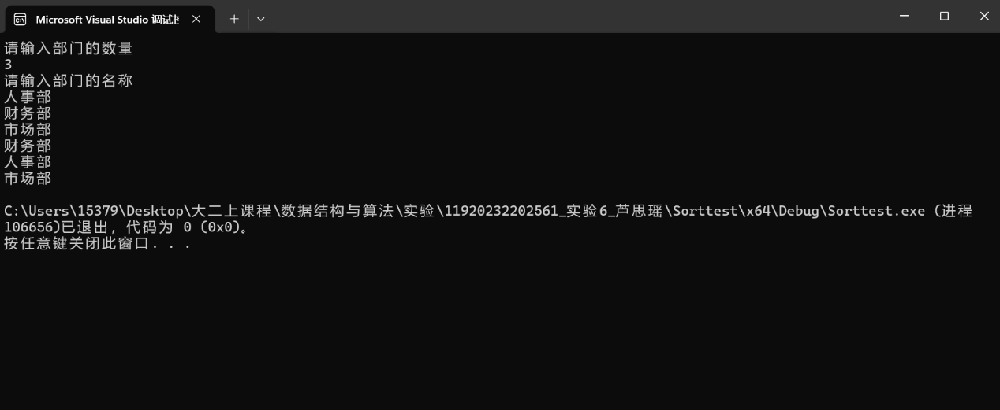 Microsoft Visual Studio 调试
请输入部门的数量
3
请输入部门的名称
人事部
财务部
市场部
财务部
人事部
市场部
C:\Users\15379\Desktop\大二上课程\数据结构与算法\实验\11920232202561_实验6_芦思瑶\Sorttest\x64\Debug\Sorttest.exe (进程
106656)已退出，代码为 0 (0x0)。
按任意键关闭此窗口. . .